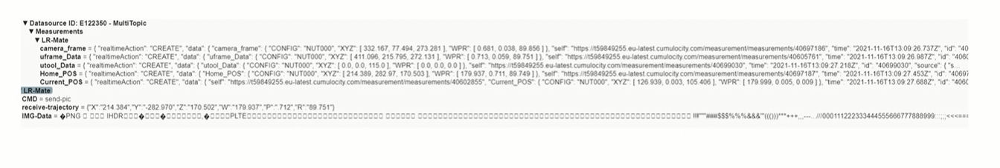 ▼ Datasource ID: E122350 - MultiTopic
▼ Measurements
▼ LR-Mate
camera_frame = { "realtimeAction": "CREATE", "data": { "camera_frame": { "CONFIG": "NUT000", "XYZ": [ 332.167, 77.494, 273.281 ], "WPR": [ 0.681, 0.038, 89.856 ] }, "self": "https://t59849255.eu-latest.cumulocity.com/measurement/measurements/40697186", "time": "2021-11-16T13:09:26.737Z", "id": "40
uframe_Data = { "realtimeAction": "CREATE", "data": { "uframe_Data": { "CONFIG": "NUT000", "XYZ": [ 411.096, 215.795, 272.131 ], "WPR": [ 0.713, 0.059, 89.751 ] }, "self": "https://t59849255.eu-latest.cumulocity.com/measurement/measurements/40605761", "time": "2021-11-16T13:09:26.987Z", "id": "4060
utool_Data = { "realtimeAction": "CREATE", "data": { "utool_Data": { "CONFIG": "NUT000", "XYZ": [ 0.0, 0.0, 115.0 ], "WPR": [ 0.0, 0.0, 0.0 ] }, "self": "https://t59849255.eu-latest.cumulocity.com/measurement/measurements/40699030", "time": "2021-11-16T13:09:27.218Z", "id": "40699030", "source": { "s...
Home_POS = { "realtimeAction": "CREATE", "data": { "Home_POS": { "CONFIG": "NUT000", "XYZ": [ 214.389, 282.97, 170.503 ], "WPR": [ 179.937, 0.711, 89.749 ] }, "self": "https://t59849255.eu-latest.cumulocity.com/measurement/measurements/40697187", "time": "2021-11-16T13:09:27.453Z", "id": "40697
Current_POS = { "realtimeAction": "CREATE", "data": { "self": "https://t59849255.eu-latest.cumulocity.com/measurement/measurements/40602855", "Current_POS": { "CONFIG": "NUT000", "XYZ": [ 126.939, 0.003, 105.406 ], "WPR": [ 179.999, 0.005, 0.009 ] }, "time": "2021-11-16T13:09:27.688Z", "id": "4060
LR-Mate
CMD = send-pic
receive-trajectory = {"X":"214.384","Y":"-282.970","Z":"170.502","W":"179.937","P":".712","R":"89.751"}
IMG-Data = �PNG IHDR PLTE ###$$$%%%&&& ((()))***+++,,,---...///000111222333444555666777888999:::;;;<<<===